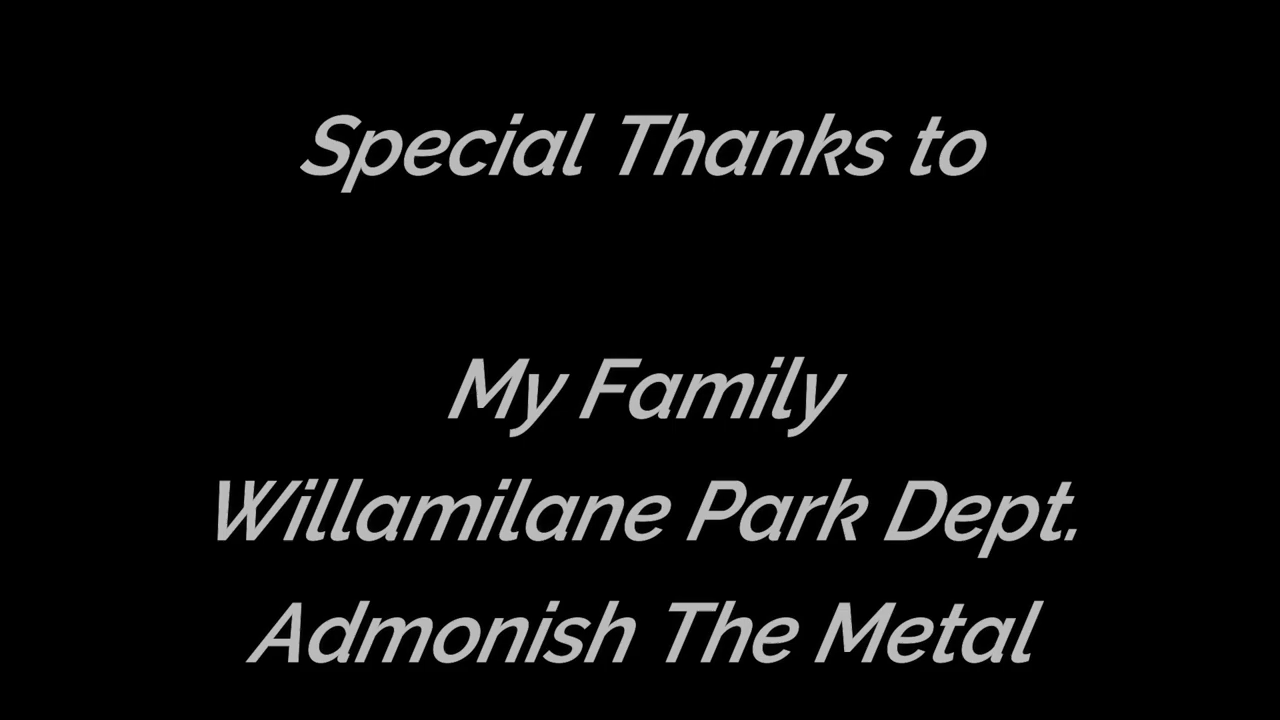 Special Thanks to
My Family
Willamilane Park Dept.
Admonish The Metal